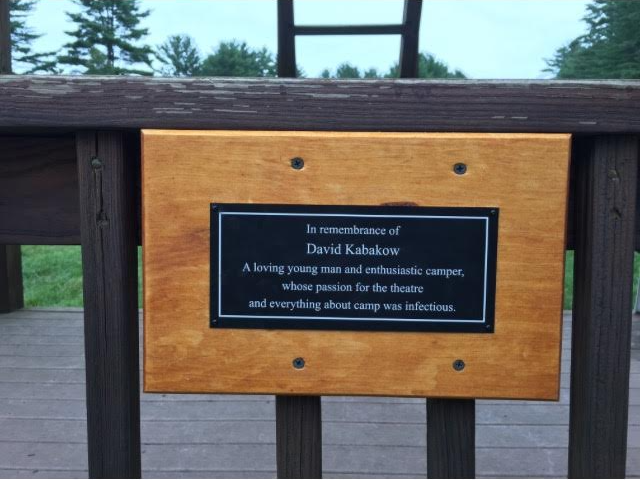 In remembrance of
David Kabakow
A loving young man and enthusiastic camper,
whose passion for the theatre
and everything about camp was infectious.